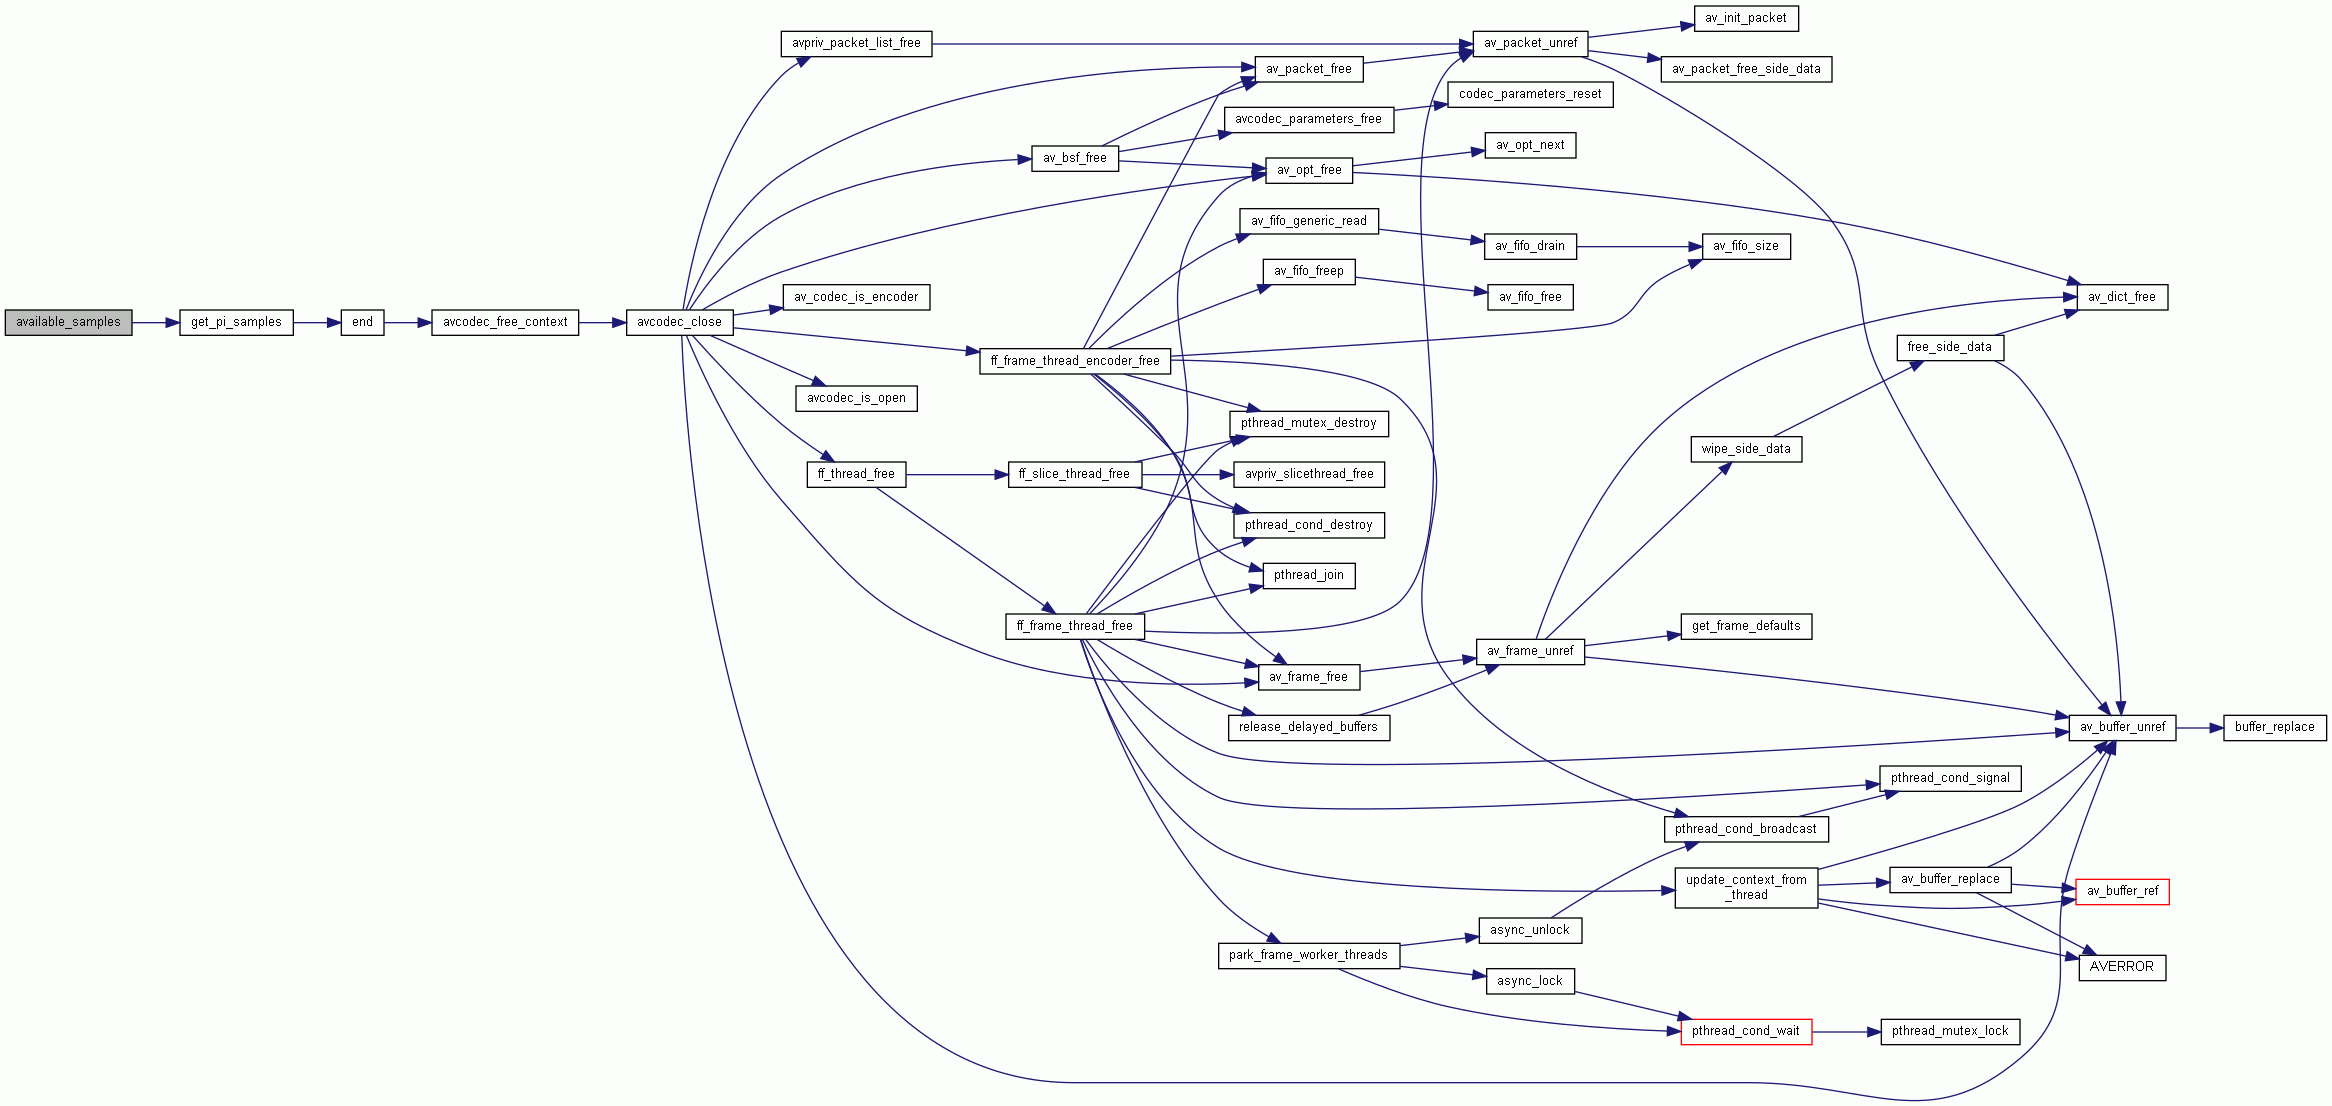 available_samples
get_pi_samples
end
avcodec_free_context
avcodec_close
avpriv_packet_list_free
av_codec_is_encoder
avcodec_is_open
ff_thread_free
av_bsf_free
ff_frame_thread_encoder_free
ff_slice_thread_free
ff_frame_thread_free
av_packet_free
avcodec_parameters_free
av_opt_free
av_fifo_generic_read
av_fifo_freep
pthread_mutex_destroy
avpriv_slicethread_free
pthread_cond_destroy
pthread_join
av_frame_free
release_delayed_buffers
park_frame_worker_threads
av_packet_unref
codec_parameters_reset
av_opt_next
av_fifo_drain
av_fifo_free
av_frame_unref
async_unlock
async_lock
av_init_packet
av_packet_free_side_data
av_fifo_size
wipe_side_data
get_frame_defaults
pthread_cond_broadcast
update_context_from
_thread
pthread_cond_wait
free_side_data
pthread_cond_signal
av_buffer_replace
pthread_mutex_lock
av_dict_free
av_buffer_unref
av_buffer_ref
AVERROR
buffer_replace